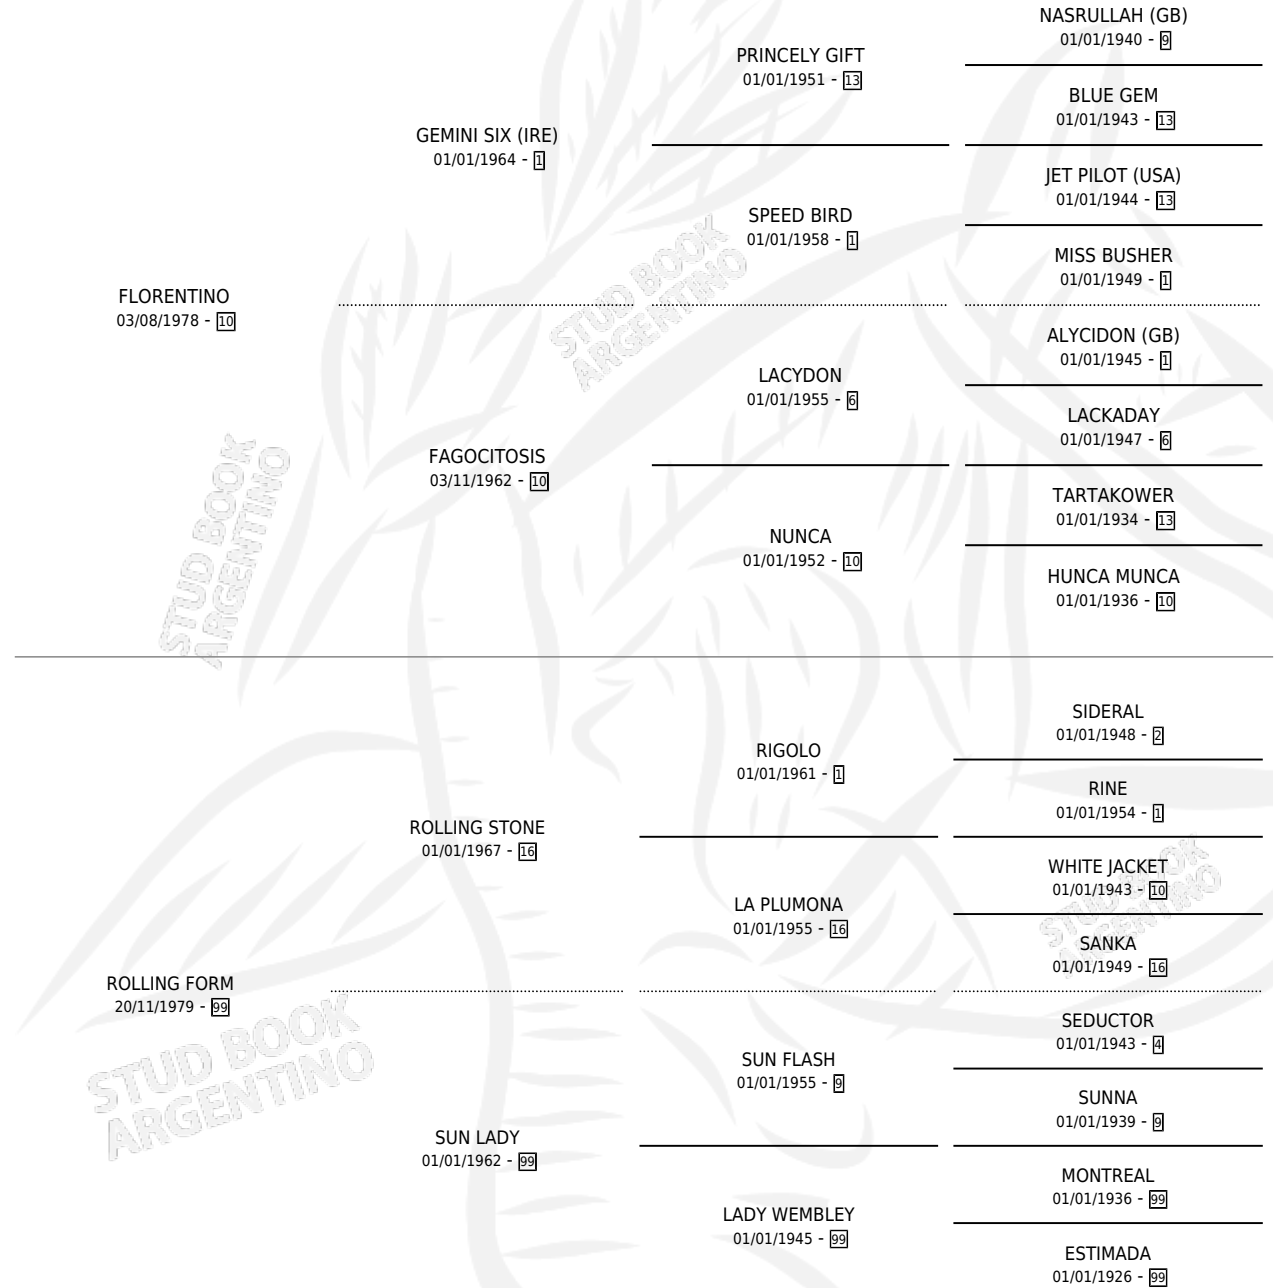 NASRULLAH (GB)
01/01/1940 - 9
PRINCELY GIFT
01/01/1951 - 13
BLUE GEM
01/01/1943 - 13
GEMINI SIX (IRE)
01/01/1964 - 1
JET PILOT (USA)
01/01/1944 - 13
SPEED BIRD
01/01/1958 - 1
MISS BUSHER
01/01/1949 - 1
FLORENTINO
03/08/1978 - 10
ALYCIDON (GB)
01/01/1945 - 1
LACYDON
01/01/1955 - 6
LACKADAY
01/01/1947 - 6
FAGOCITOSIS
03/11/1962 - 10
TARTAKOWER
01/01/1934 - 13
NUNCA
01/01/1952 - 10
HUNCA MUNCA
01/01/1936 - 10
SIDERAL
01/01/1948 - 2
RIGOLO
01/01/1961 - 1
RINE
01/01/1954 - 1
ROLLING STONE
01/01/1967 - 16
WHITE JACKET
01/01/1943 - 10
LA PLUMONA
01/01/1955 - 16
SANKA
01/01/1949 - 16
ROLLING FORM
20/11/1979 - 99
SEDUCTOR
01/01/1943 - 4
SUN FLASH
01/01/1955 - 9
SUNNA
01/01/1939 - 9
SUN LADY
01/01/1962 - 99
MONTREAL
01/01/1936 - 99
LADY WEMBLEY
01/01/1945 - 99
ESTIMADA
01/01/1926 - 99
STUD BOOK
ARGENTINO
STUD BOOK
ARGENTINO
STUD BOOK
ARGENTINO
STUD BOOK
ARGENTINO